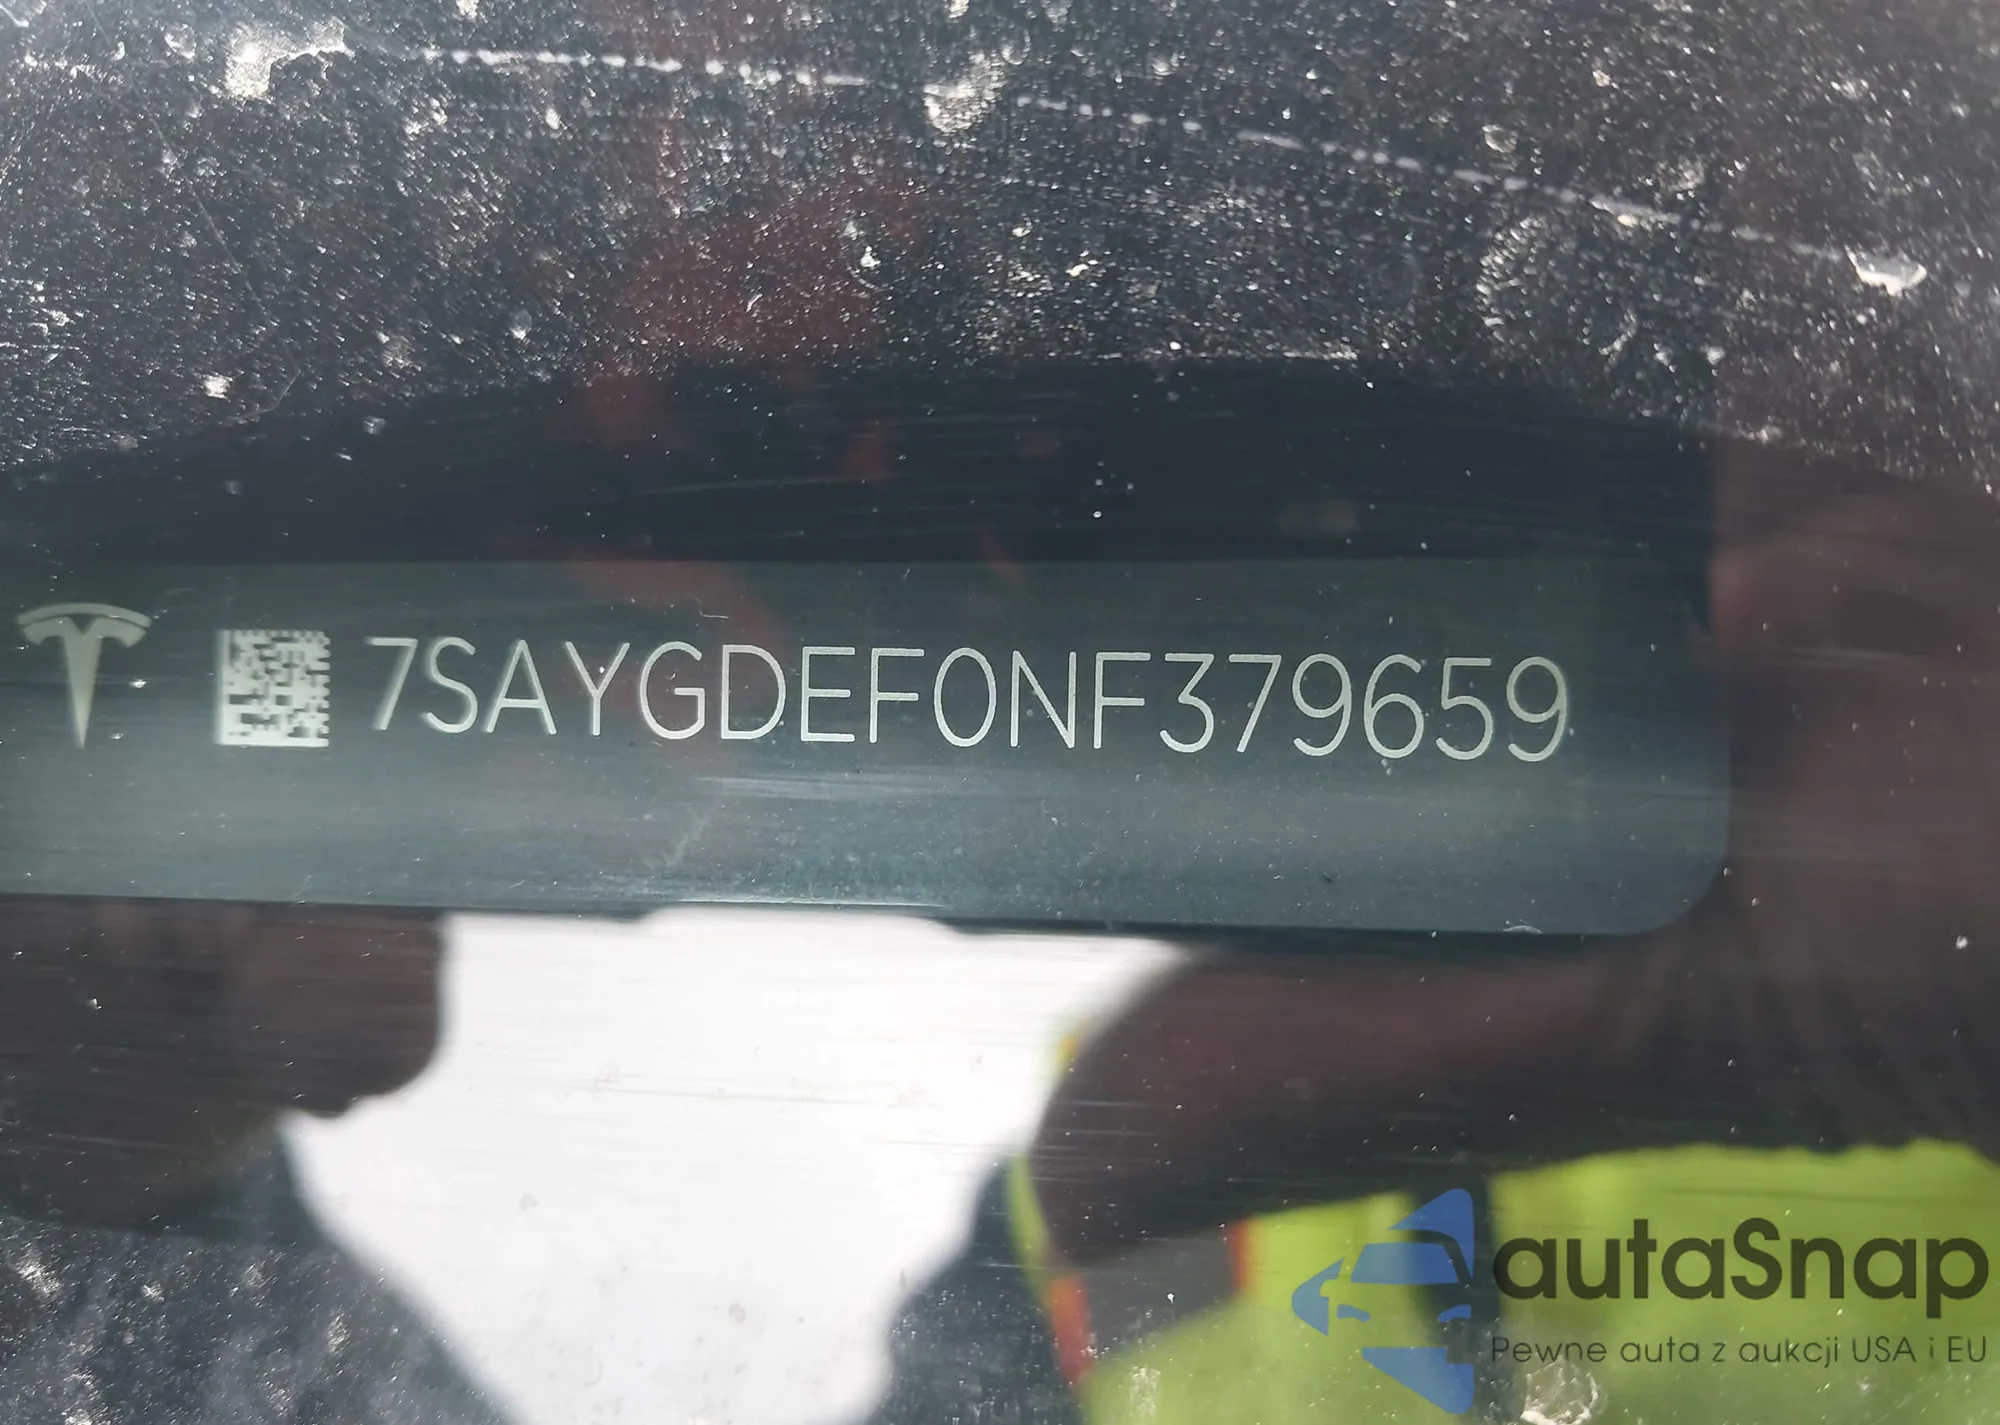 7SAYGDEF0NF379659
autaSnap
Pewne auta z aukcji USA i EU